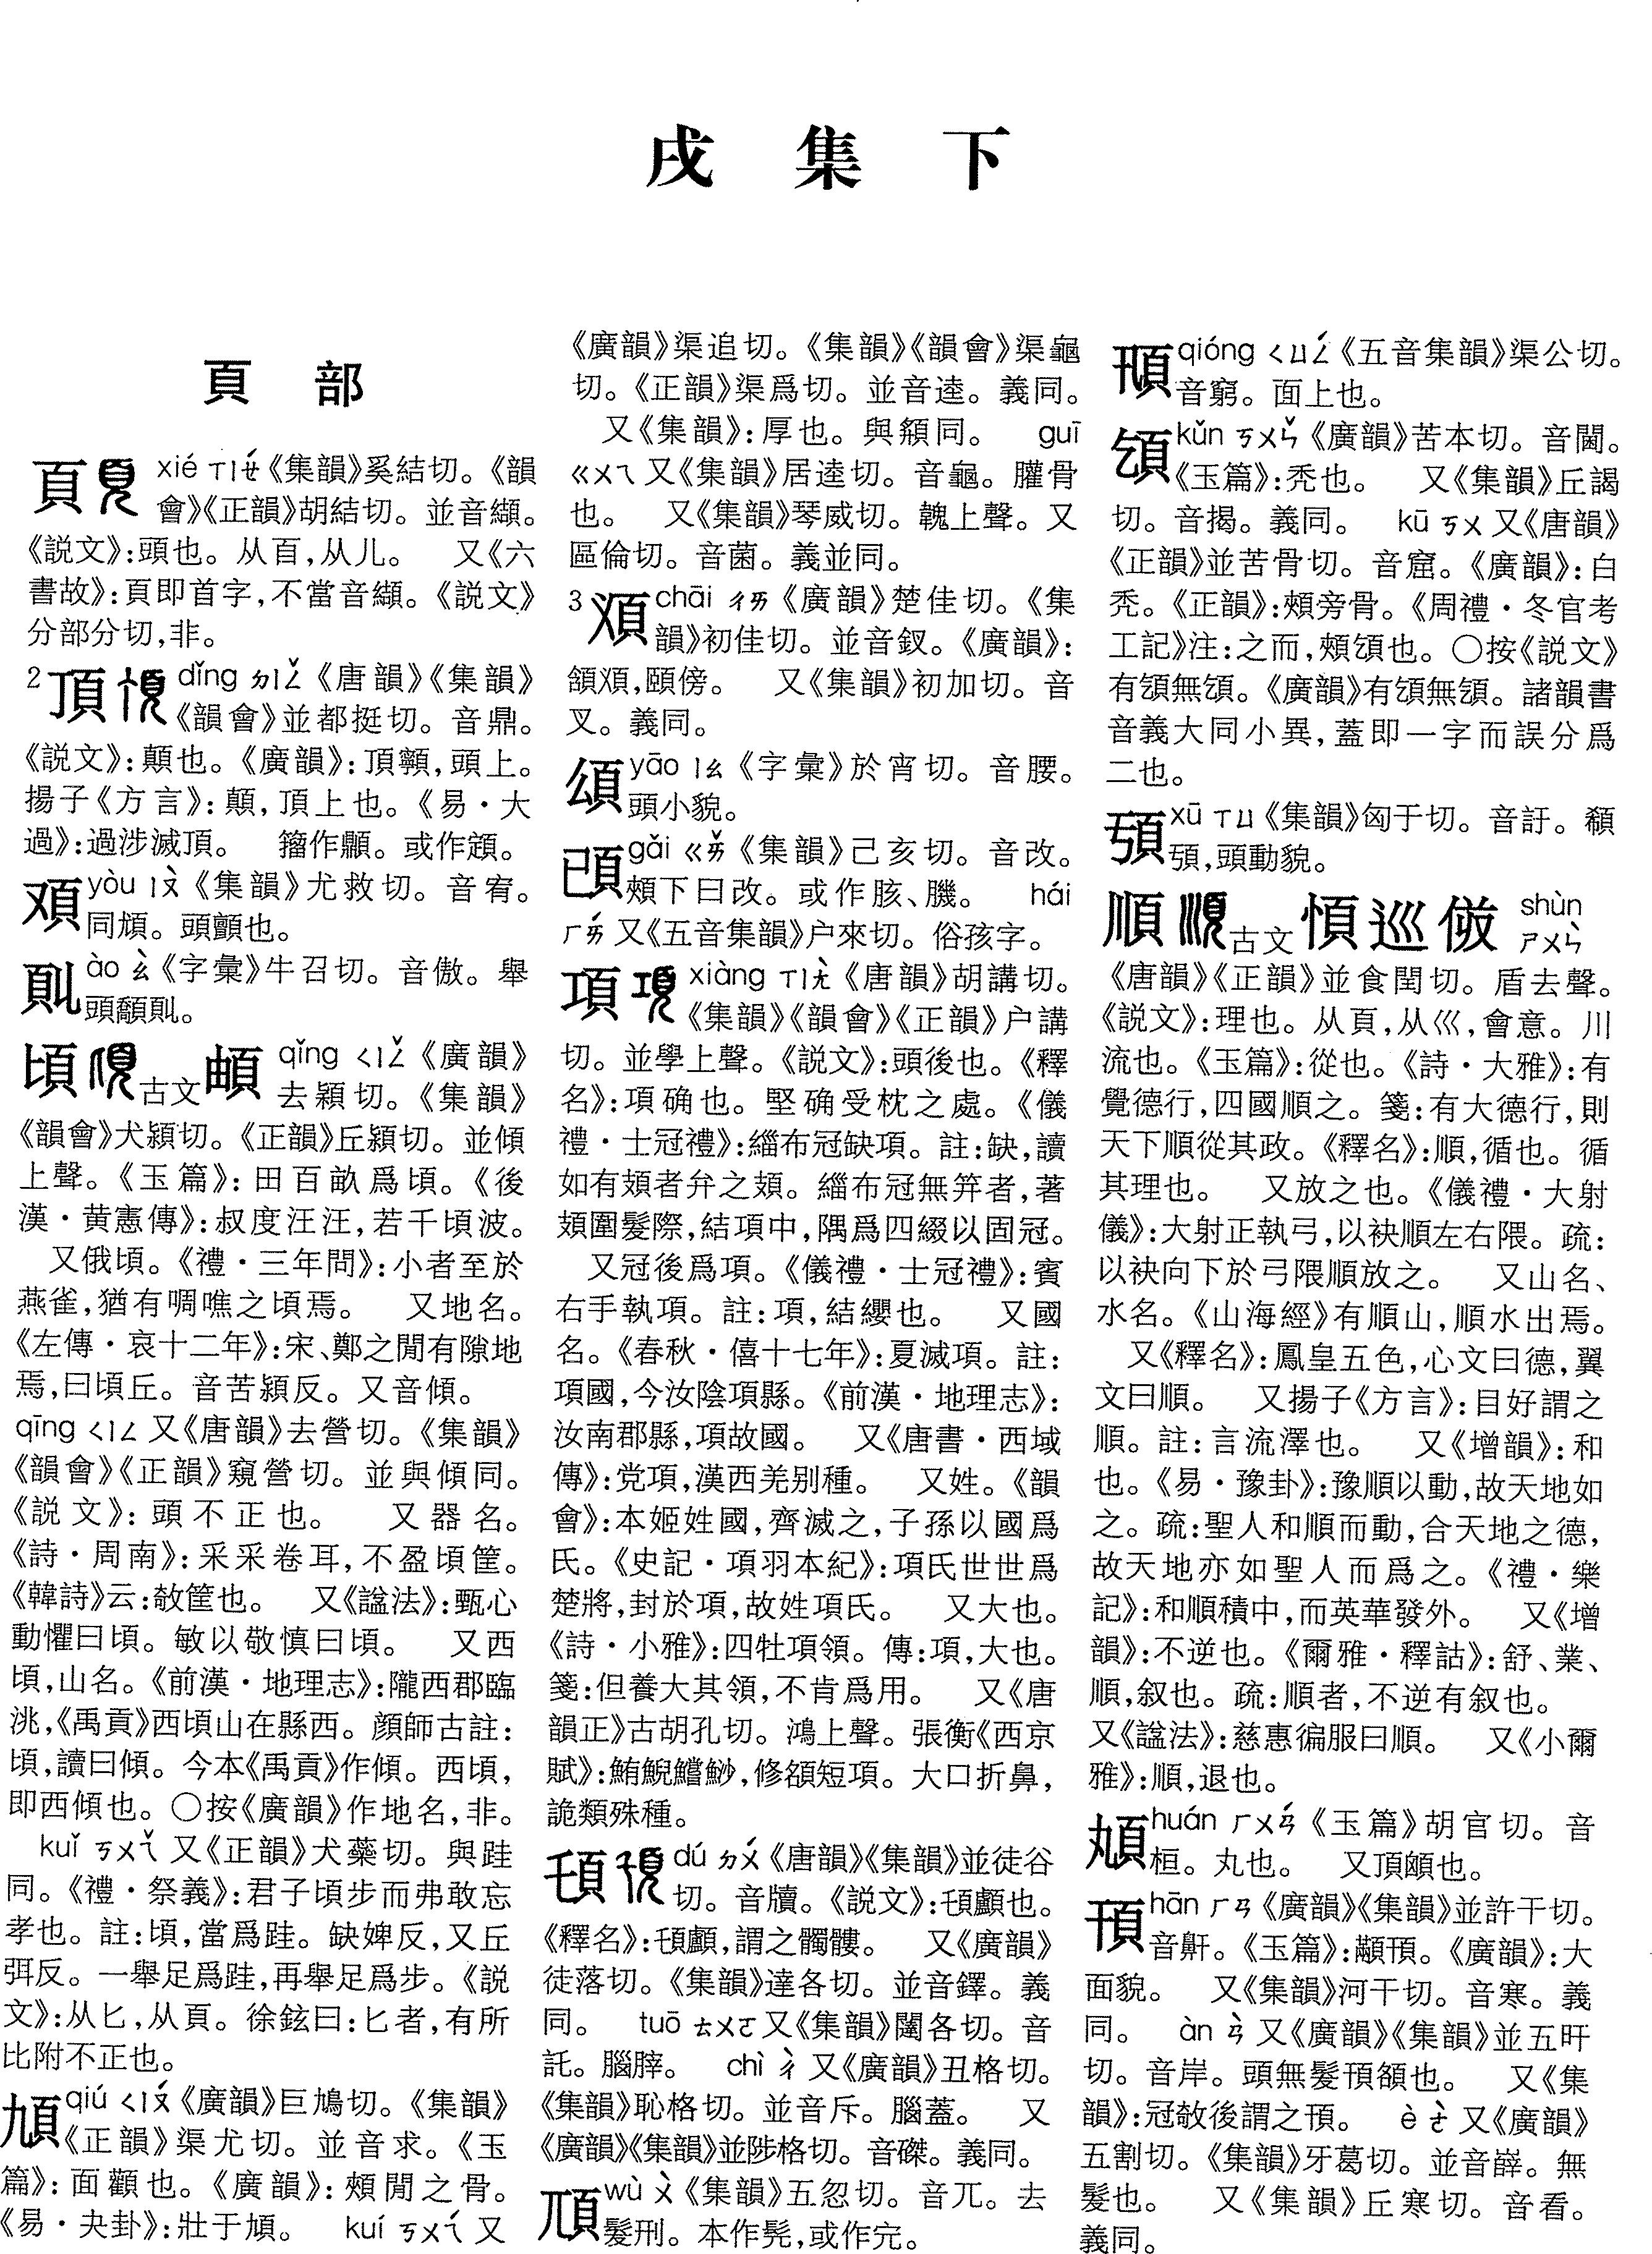 戌集下
頁部
頁 xié ㄒㄧㄝˊ《集韻》奚結切。《韻
會》《正韻》胡結切。並音纈。
《説文》：頭也。从𦣻，从儿。　又《六
書故》：頁即首字，不當音纈。《説文》
分部分切，非。
2 頂 dǐng ㄉㄧㄥˇ《唐韻》《集韻》
《韻會》並都挺切。音鼎。
《説文》：顛也。《廣韻》：頂𩕳，頭上。
揚子《方言》：顛，頂上也。《易·大
過》：過涉滅頂。　籀作顚。或作顁。
yòu ㄧㄡˋ《集韻》尤救切。音宥。
同頄。頭顫也。
ào ㄠˋ《字彙》牛召切。音傲。舉
頭
頃 古文 qǐng ㄑㄧㄥˇ《廣韻》
去潁切。《集韻》
《韻會》犬潁切。《正韻》丘潁切。並傾
上聲。《玉篇》：田百畝爲頃。《後
漢·黄憲傳》：叔度汪汪，若千頃波。
又俄頃。《禮·三年問》：小者至於
燕雀，猶有啁噍之頃焉。　又地名。
《左傳·哀十二年》：宋、鄭之閒有隙地
焉，曰頃丘。音苦潁反。又音傾。
qīng ㄑㄧㄥ 又《唐韻》去營切。《集韻》
《韻會》《正韻》窺營切。並與傾同。
《説文》：頭不正也。　又器名。
《詩·周南》：采采卷耳，不盈頃筐。
《韓詩》云：攲筐也。　又《諡法》：甄心
動懼曰頃。敏以敬慎曰頃。　又西
頃，山名。《前漢·地理志》：隴西郡臨
洮，《禹貢》西頃山在縣西。顔師古註：
頃，讀曰傾。今本《禹貢》作傾。西頃，
即西傾也。〇按《廣韻》作地名，非。
kuǐ ㄎㄨㄟˇ 又《正韻》犬蘂切。與跬
同。《禮·祭義》：君子頃步而弗敢忘
孝也。註：頃，當爲跬。缺婢反，又丘
弭反。一舉足爲跬，再舉足爲步。《説
文》：从匕，从頁。徐鉉曰：匕者，有所
比附不正也。
頄 qiú ㄑㄧㄡˊ《廣韻》巨鳩切。《集韻》
《正韻》渠尤切。並音求。《玉
篇》：面顴也。《廣韻》：頰閒之骨。
《易·夬卦》：壯于頄。　kuí ㄎㄨㄟˊ 又
《廣韻》渠追切。《集韻》《韻會》渠龜
切。《正韻》渠爲切。並音逵。義同。
又《集韻》：厚也。與頯同。　guī
ㄍㄨㄟ 又《集韻》居逵切。音龜。臛骨
也。　又《集韻》琴威切。𩓡上聲。又
區倫切。音菌。義並同。
3 chāi ㄔㄞ《廣韻》楚佳切。《集
韻》初佳切。並音釵。《廣韻》：
頷，頤傍。　又《集韻》初加切。音
叉。義同。
yāo ㄧㄠ《字彙》於宵切。音腰。
頭小貌。
gǎi ㄍㄞˇ《集韻》己亥切。音改。
頰下曰改。或作胲、䐩。　hái
ㄏㄞˊ 又《五音集韻》户來切。俗孩字。
項 xiàng ㄒㄧㄤˋ《唐韻》胡講切。
《集韻》《韻會》《正韻》户講
切。並學上聲。《説文》：頭後也。《釋
名》：項确也。堅确受枕之處。《儀
禮·士冠禮》：緇布冠缺項。註：缺，讀
如有頍者弁之頍。緇布冠無笄者，著
頍圍髮際，結項中，隅爲四綴以固冠。
又冠後爲項。《儀禮·士冠禮》：賓
右手執項。註：項，結纓也。　又國
名。《春秋·僖十七年》：夏滅項。註：
項國，今汝陰項縣。《前漢·地理志》：
汝南郡縣，項故國。　又《唐書·西域
傳》：党項，漢西羌别種。　又姓。《韻
會》：本姬姓國，齊滅之，子孫以國爲
氏。《史記·項羽本紀》：項氏世世爲
楚將，封於項，故姓項氏。　又大也。
《詩·小雅》：四牡項領。傳：項，大也。
箋：但養大其領，不肯爲用。　又《唐
韻正》古胡孔切。鴻上聲。張衡《西京
賦》：鮪鯢鱨魦，修額短項。大口折鼻，
詭類殊種。
dú ㄉㄨˊ《唐韻》《集韻》並徒谷
切。音牘。《説文》：顱也。
《釋名》：顱，謂之髑髏。　又《廣韻》
徒落切。《集韻》達各切。並音鐸。義
同。　tuō ㄊㄨㄛ 又《集韻》闥各切。音
託。腦䏲。　chì ㄔˋ 又《廣韻》丑格切。
《集韻》恥格切。並音斥。腦蓋。　又
《廣韻》《集韻》並陟格切。音磔。義同。
wù ㄨˋ《集韻》五忽切。音兀。去
髮刑。本作髡，或作完。
qióng ㄑㄩㄥˊ《五音集韻》渠公切。
音窮。面上也。
kǔn ㄎㄨㄣˇ《廣韻》苦本切。音閫。
《玉篇》：秃也。　又《集韻》丘謁
切。音揭。義同。　kū ㄎㄨ 又《唐韻》
《正韻》並苦骨切。音窟。《廣韻》：白
秃。《正韻》：頰旁骨。《周禮·冬官考
工記》注：之而，頰頎也。〇按《説文》
有無。《廣韻》有無。諸韻書
音義大同小異，蓋即一字而誤分爲
二也。
xū ㄒㄩ《集韻》匈于切。音訏。
，頭動貌。
順 古文 shùn
ㄕㄨㄣˋ
《唐韻》《正韻》並食閏切。盾去聲。
《説文》：理也。从頁，从巛，會意。川
流也。《玉篇》：從也。《詩·大雅》：有
覺德行，四國順之。箋：有大德行，則
天下順從其政。《釋名》：順，循也。循
其理也。　又放之也。《儀禮·大射
儀》：大射正執弓，以袂順左右隈。疏：
以袂向下於弓隈順放之。　又山名、
水名。《山海經》有順山，順水出焉。
又《釋名》：鳳皇五色，心文曰德，翼
文曰順。　又揚子《方言》：目好謂之
順。註：言流澤也。　又《增韻》：和
也。《易·豫卦》：豫順以動，故天地如
之。疏：聖人和順而動，合天地之德，
故天地亦如聖人而爲之。《禮·樂
記》：和順積中，而英華發外。　又《增
韻》：不逆也。《爾雅·釋詁》：舒、業、
順，叙也。疏：順者，不逆有叙也。
又《諡法》：慈惠徧服曰順。　又《小爾
雅》：順，退也。
huán ㄏㄨㄢˊ《玉篇》胡官切。音
桓。丸也。　又頂顱也。
頇 hān ㄏㄢ《廣韻》《集韻》並許干切。
音鼾。《玉篇》：顢頇。《廣韻》：大
面貌。　又《集韻》河干切。音寒。義
同。　àn ㄢˋ 又《廣韻》《集韻》並五旰
切。音岸。頭無髮頇額也。　又《集
韻》：冠攲後謂之頇。　è ㄜˋ 又《廣韻》
五割切。《集韻》牙葛切。並音嶭。無
髮也。　又《集韻》丘寒切。音看。
義同。